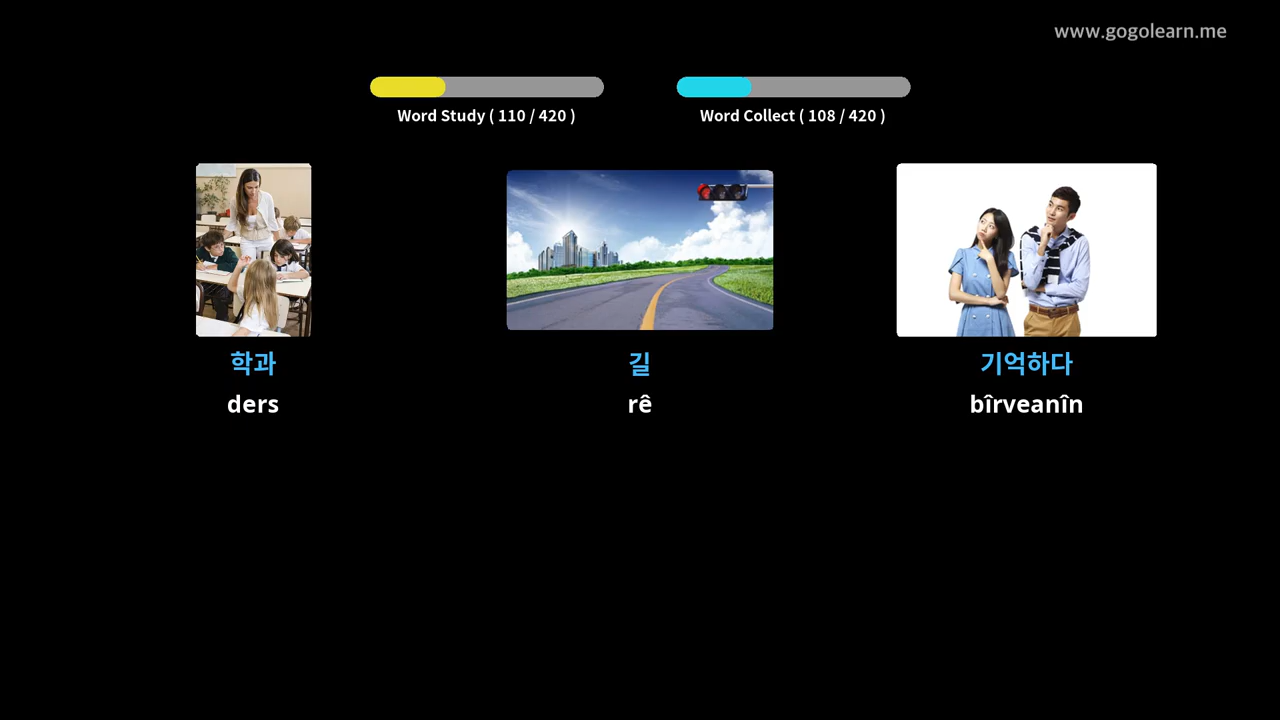 www.gogolearn.me
Word Study ( 110 / 420 )
Word Collect ( 108 / 420 )
학과
길
기억하다
ders
rê
bîrveanîn